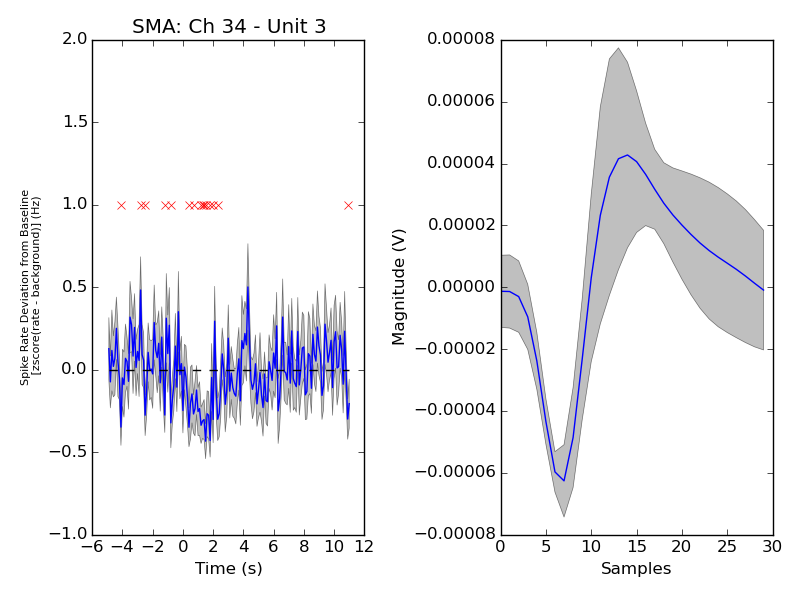 SMA: Ch 34 - Unit 3
2.0
1.5
1.0
0.5
0.0
−0.5
−1.0
−6 −4 −2 0 2 4 6 8 10 12
Time (s)
Spike Rate Deviation from Baseline
[zscore(rate - background)] (Hz)
0.00008
0.00006
0.00004
0.00002
0.00000
−0.00002
−0.00004
−0.00006
−0.00008
0 5 10 15 20 25 30
Samples
Magnitude (V)